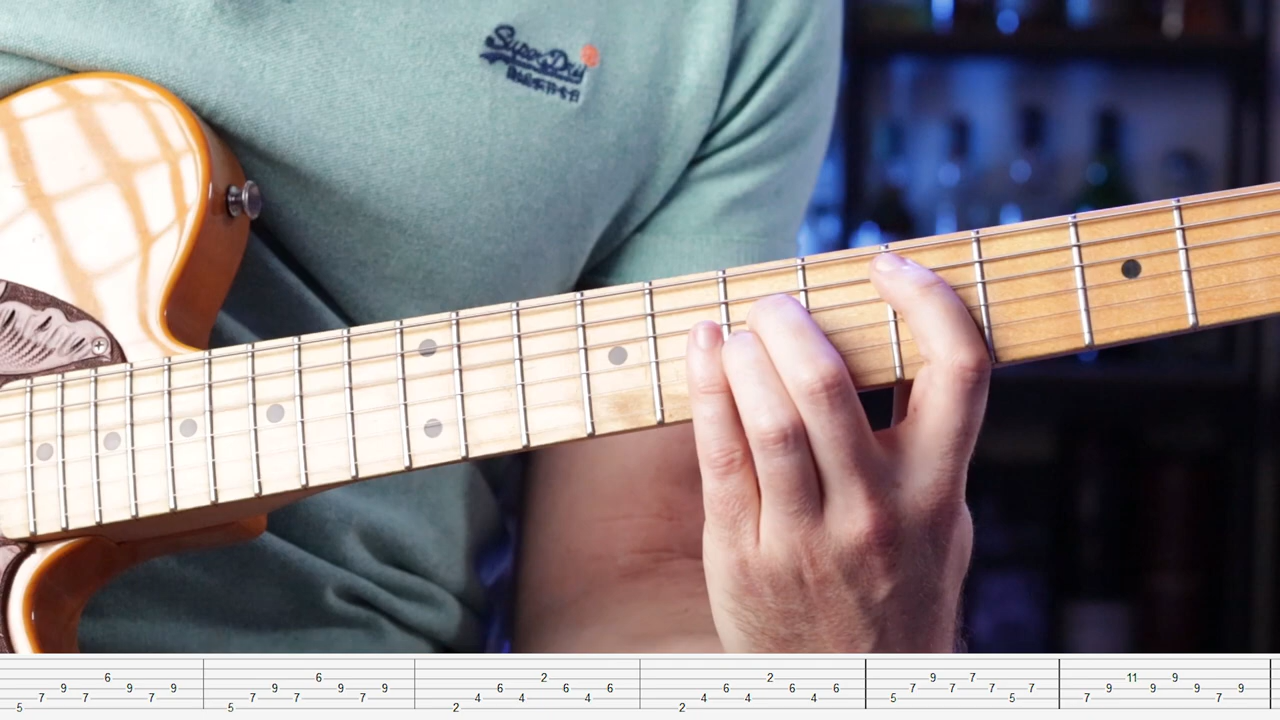 SuperDry
6 6 2 2 9 7 11 9
9 9 9 9 9 9 6 6 6 6 6 6 7 7 7 7 9 9 9 9
7 7 7 7 7 7 4 4 4 4 4 4 5 5 7 7
5 5 2 2